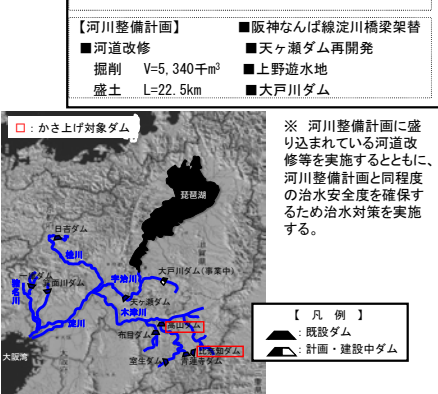 【河川整備計画】
■阪神なんば線淀川橋梁架替
■河道改修
■天ヶ瀬ダム再開発
掘削 V=5,340千m³
■上野遊水地
盛土 L=22.5km
■大戸川ダム
□：かさ上げ対象ダム
※ 河川整備計画に盛
り込まれている河道改
修等を実施するとともに、
河川整備計画と同程度
の治水安全度を確保す
るため治水対策を実施
する。
琵琶湖
日吉ダム
桂川
宇治川
大戸川ダム(事業中)
箕面川ダム
猪名川
天ヶ瀬ダム
木津川
淀川
高山ダム
布目ダム
比奈知ダム
大阪湾
室生ダム
青蓮寺ダム
【 凡 例 】
：既設ダム
：計画・建設中ダム